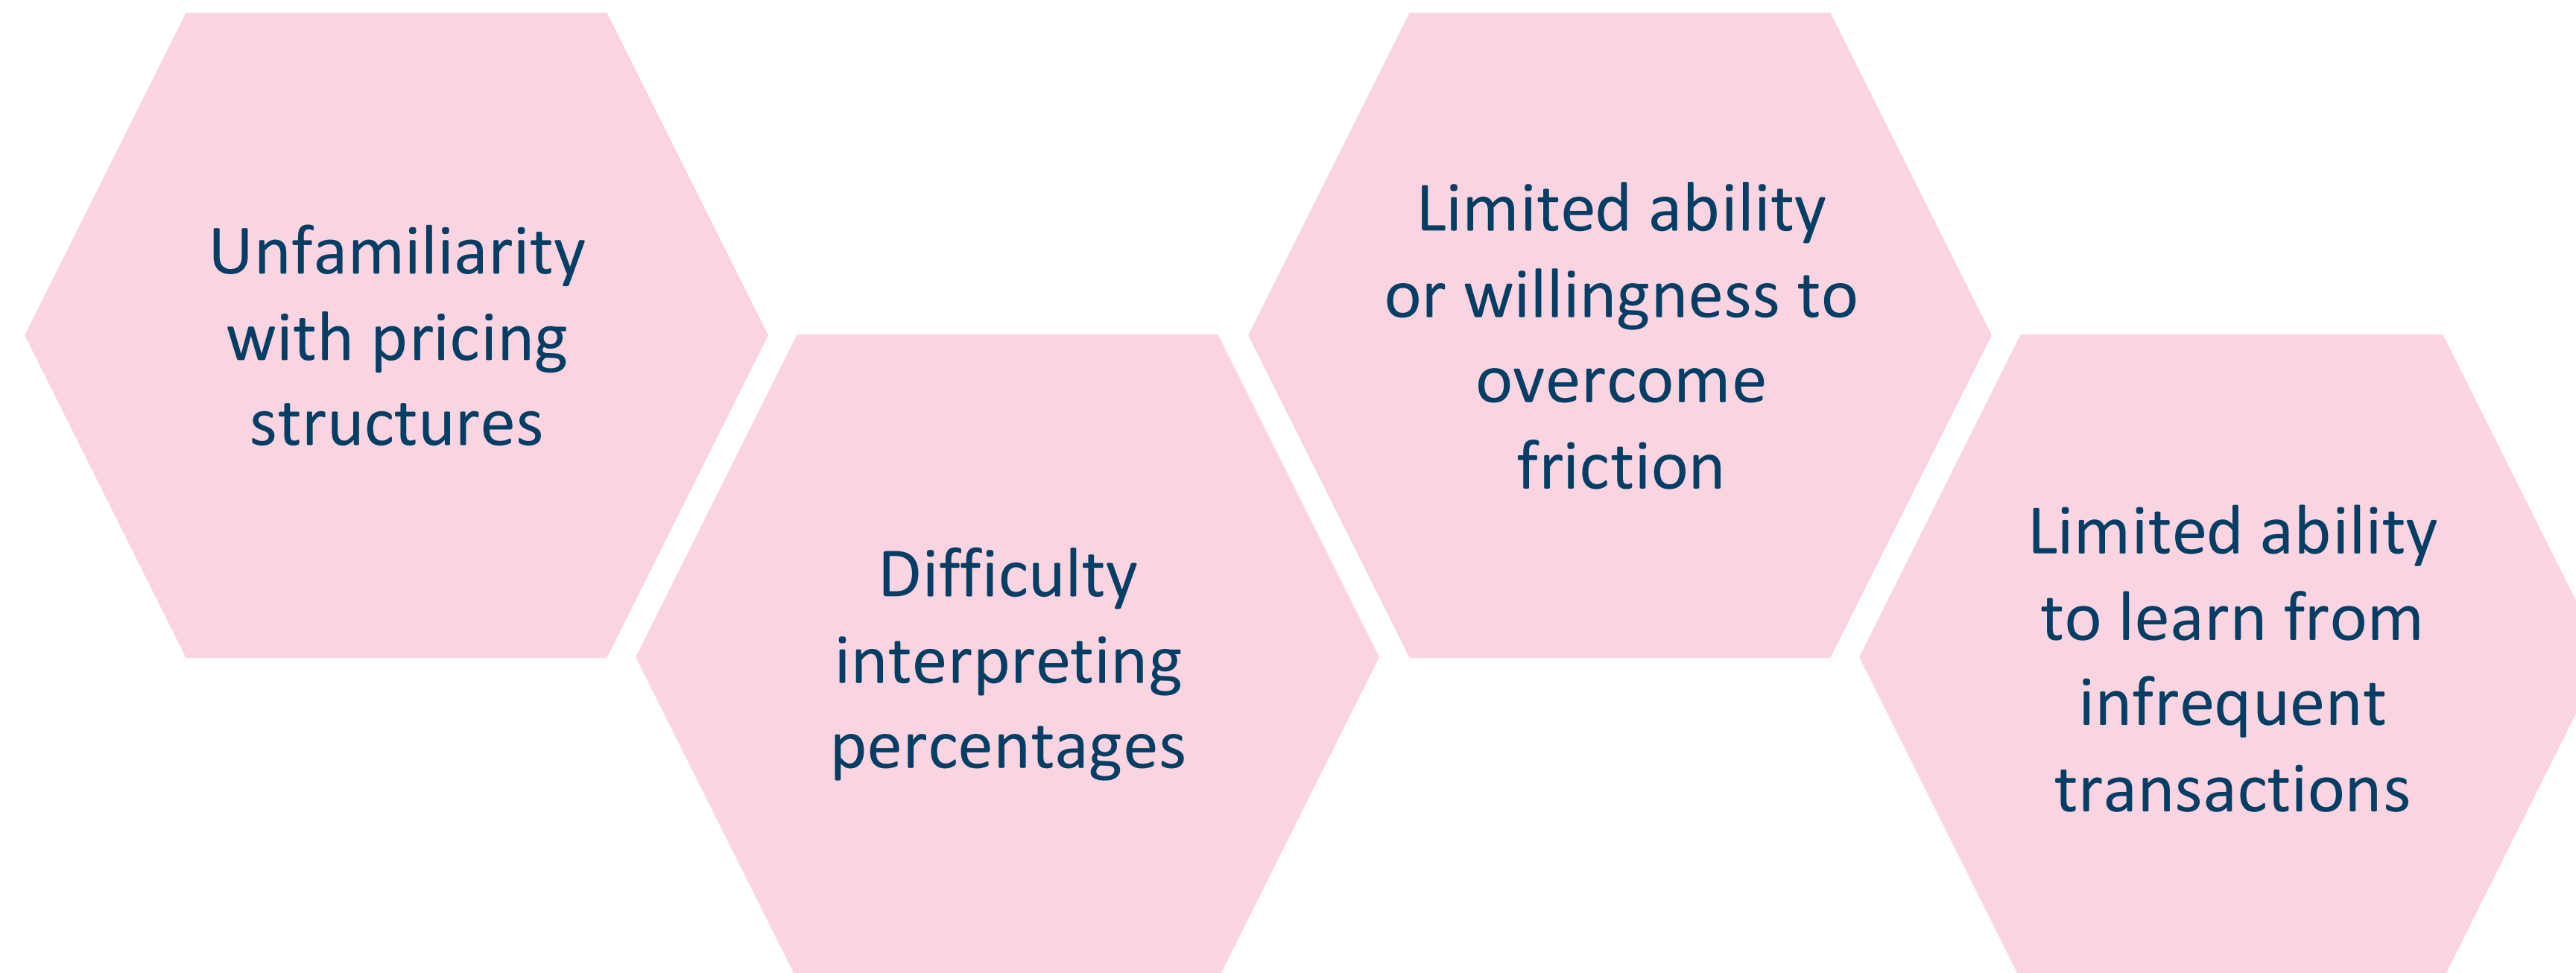 Unfamiliarity
with pricing
structures
Difficulty
interpreting
percentages
Limited ability
or willingness to
overcome
friction
Limited ability
to learn from
infrequent
transactions